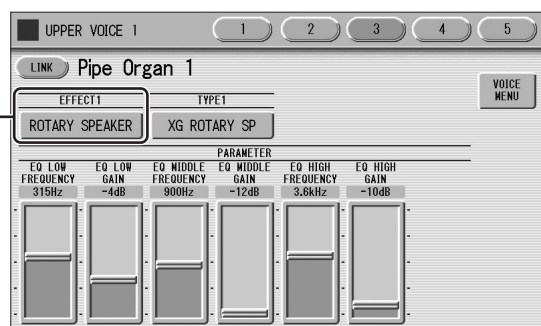 UPPER VOICE 1 1 2 3 4 5
LINK Pipe Organ 1
VOICE
MENU
EFFECT1 TYPE1
ROTARY SPEAKER XG ROTARY SP
PARAMETER
EQ LOW EQ LOW EQ MIDDLE EQ MIDDLE EQ HIGH EQ HIGH
FREQUENCY GAIN FREQUENCY GAIN FREQUENCY GAIN
315Hz -4dB 900Hz -12dB 3.6kHz -10dB